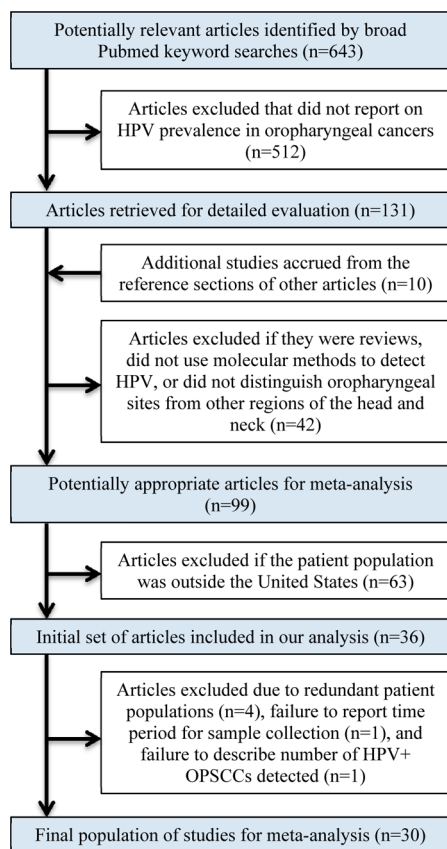 Potentially relevant articles identified by broad
Pubmed keyword searches (n=643)
Articles excluded that did not report on
HPV prevalence in oropharyngeal cancers
(n=512)
Articles retrieved for detailed evaluation (n=131)
Additional studies accrued from the
reference sections of other articles (n=10)
Articles excluded if they were reviews,
did not use molecular methods to detect
HPV, or did not distinguish oropharyngeal
sites from other regions of the head and
neck (n=42)
Potentially appropriate articles for meta-analysis
(n=99)
Articles excluded if the patient population
was outside the United States (n=63)
Initial set of articles included in our analysis (n=36)
Articles excluded due to redundant patient
populations (n=4), failure to report time
period for sample collection (n=1), and
failure to describe number of HPV+
OPSCCs detected (n=1)
Final population of studies for meta-analysis (n=30)